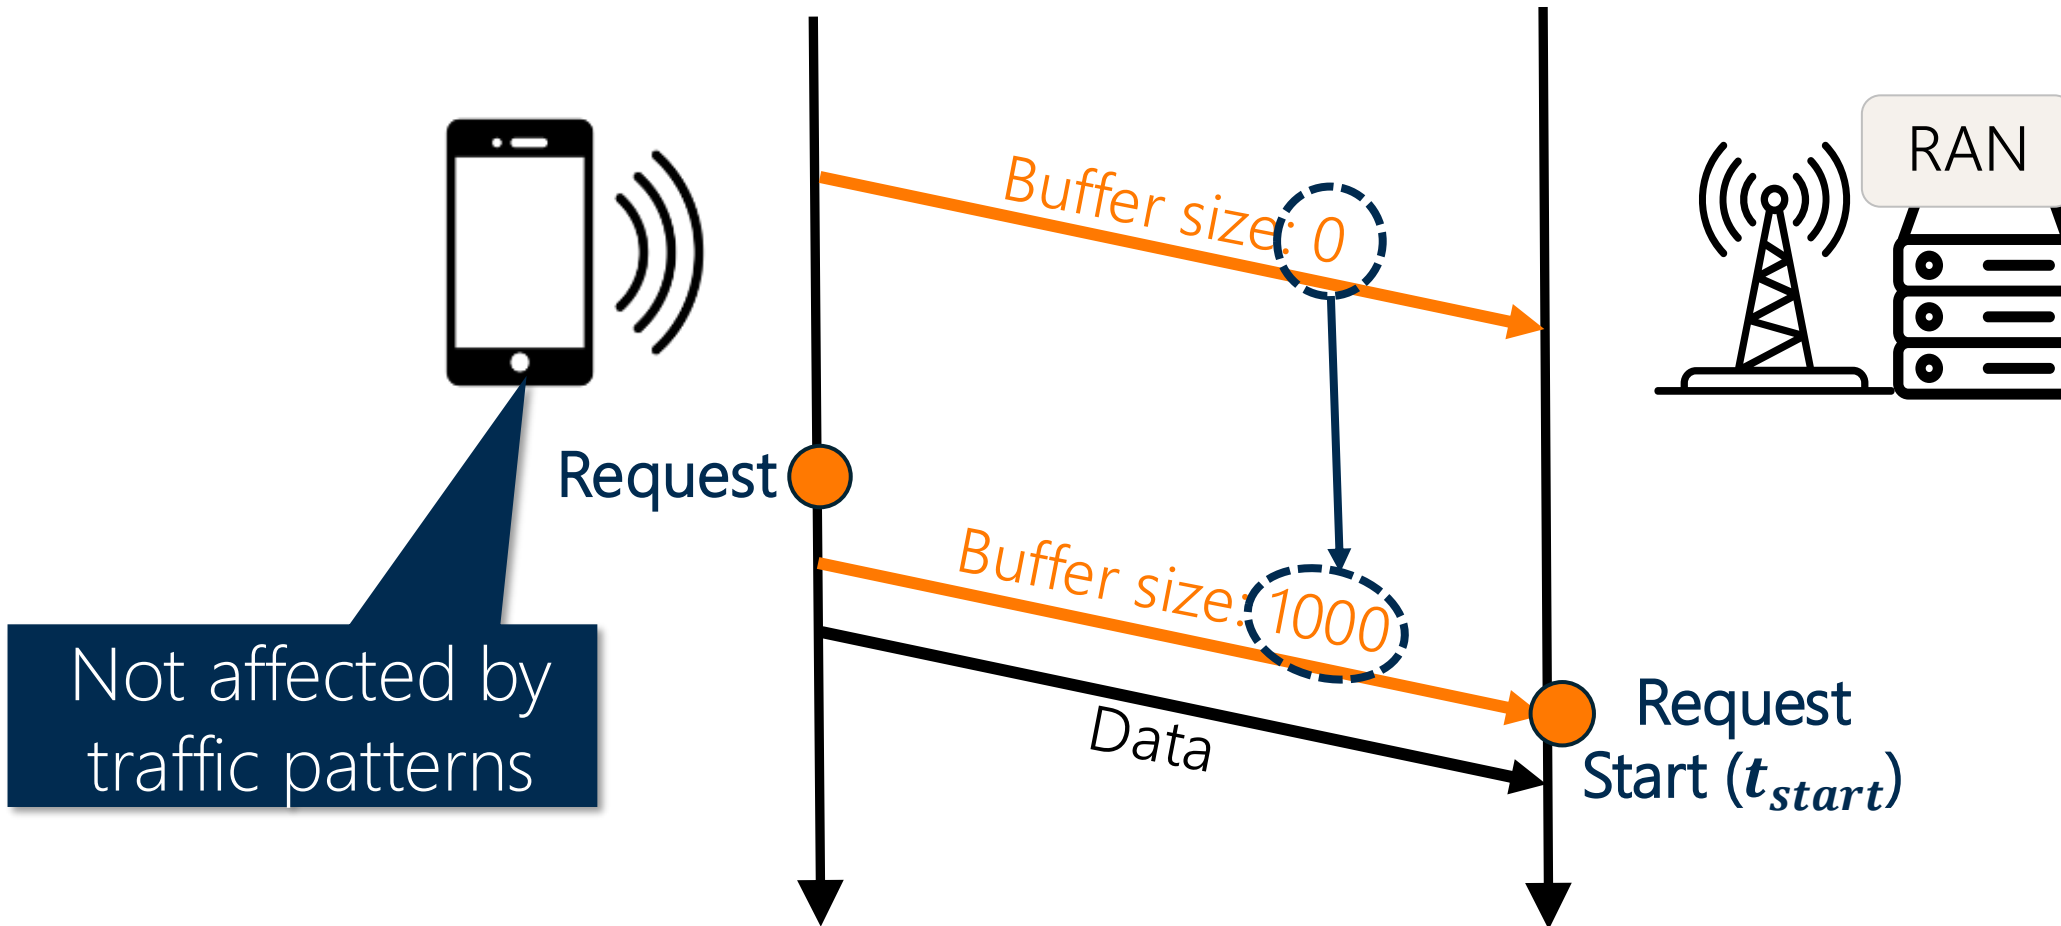 RAN
Buffer size: 0
Request
Buffer size: 1000
Data
Not affected by
traffic patterns
Request
Start (t_start)